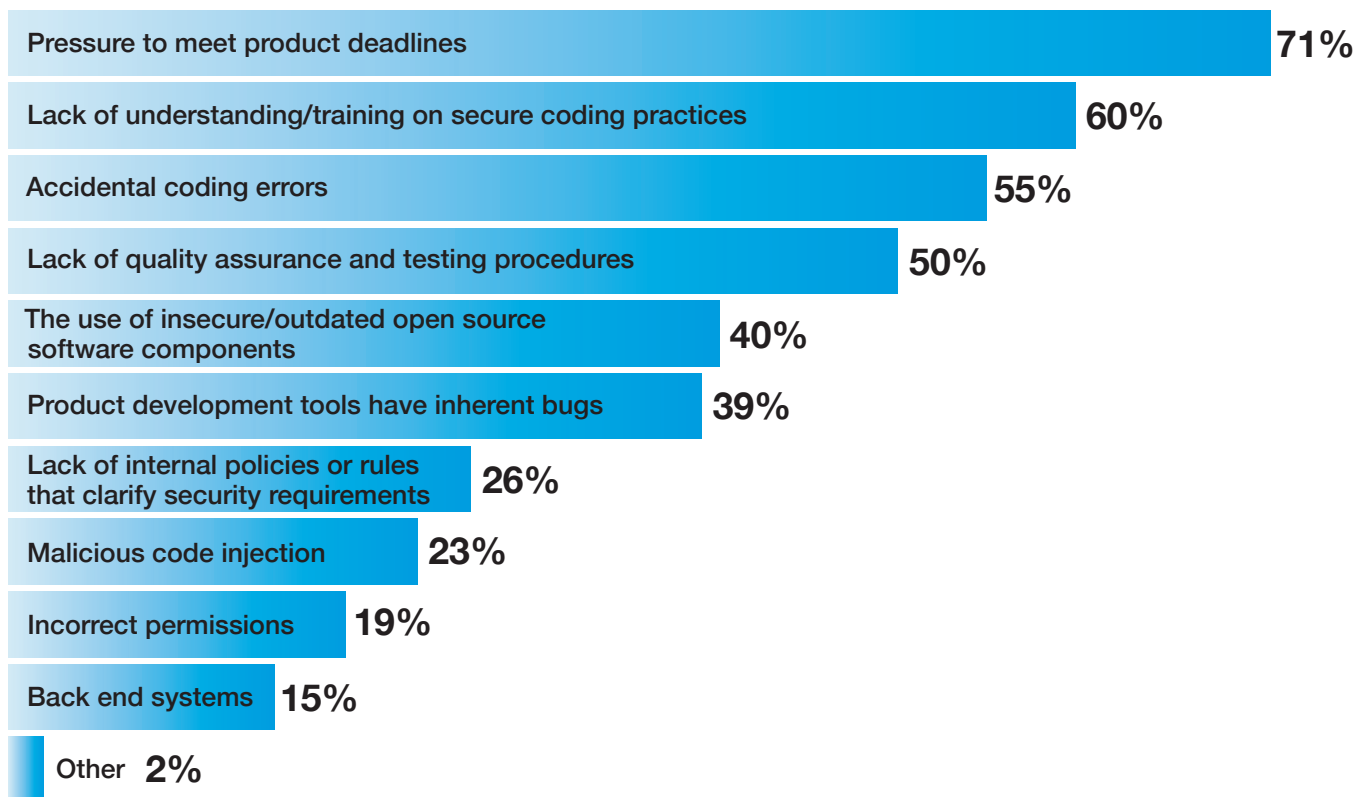 Pressure to meet product deadlines 71%
Lack of understanding/training on secure coding practices 60%
Accidental coding errors 55%
Lack of quality assurance and testing procedures 50%
The use of insecure/outdated open source
software components 40%
Product development tools have inherent bugs 39%
Lack of internal policies or rules
that clarify security requirements 26%
Malicious code injection 23%
Incorrect permissions 19%
Back end systems 15%
Other 2%